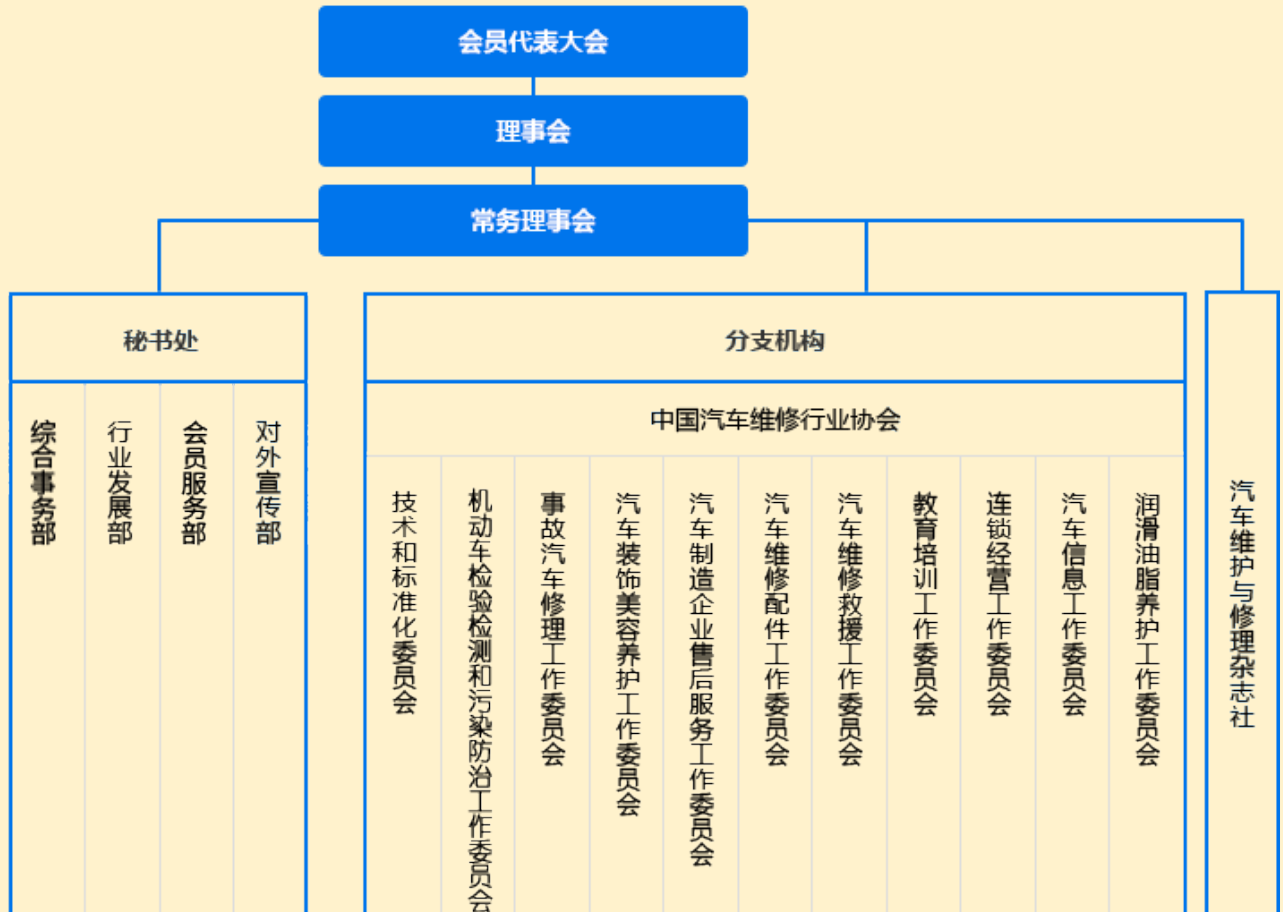 会员代表大会
理事会
常务理事会
秘书处
综合事务部
行业发展部
会员服务部
对外宣传部
分支机构
中国汽车维修行业协会
技术和标准化委员会
机动车检验检测和污染防治工作委员会
事故汽车修理工作委员会
汽车装饰美容养护工作委员会
汽车制造企业售后服务工作委员会
汽车维修配件工作委员会
汽车维修救援工作委员会
教育培训工作委员会
连锁经营工作委员会
汽车信息工作委员会
润滑油脂养护工作委员会
汽车维护与修理杂志社